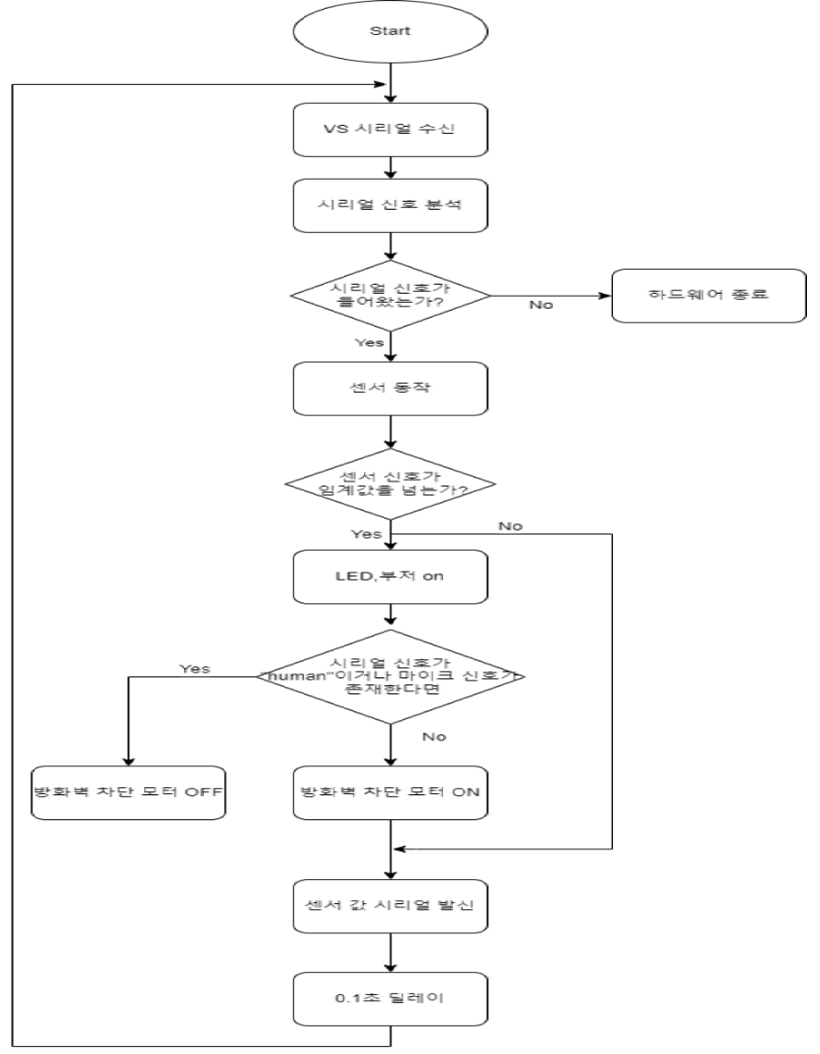 Start
VS 시리얼 수신
시리얼 신호 분석
시리얼 신호가
들어왔는가?
No
하드웨어 종료
Yes
센서 동작
센서 신호가
임계값을 넘는가?
Yes
No
LED,부저 on
시리얼 신호가
"human"이거나 마이크 신호가
존재한다면
Yes
No
방화벽 차단 모터 OFF
방화벽 차단 모터 ON
센서 값 시리얼 발신
0.1초 딜레이